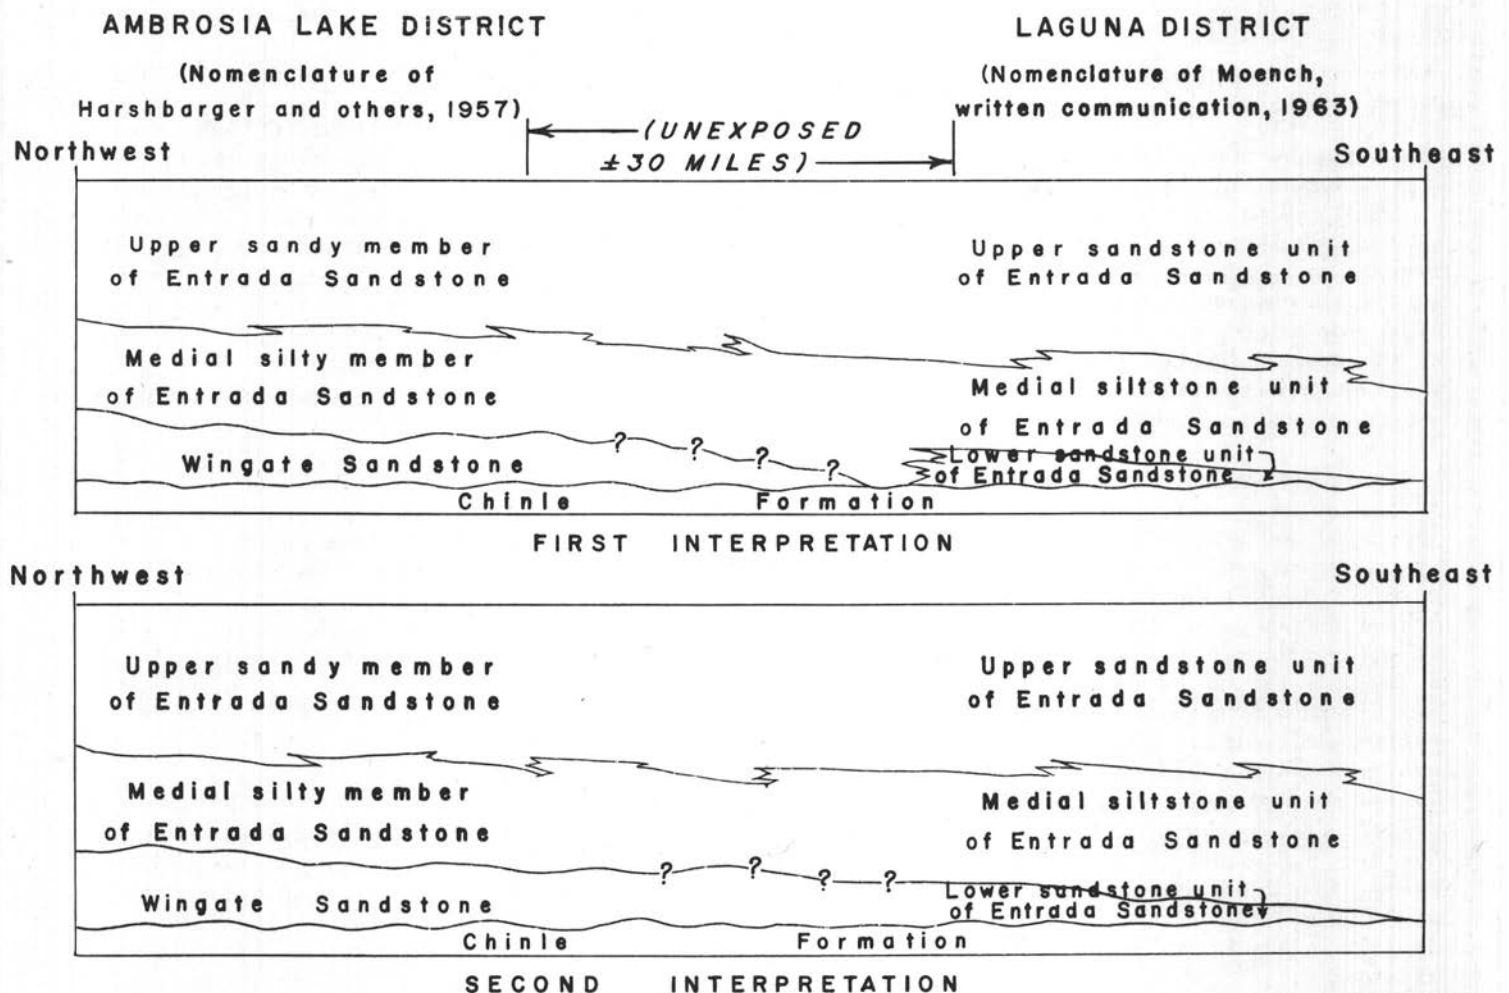 AMBROSIA LAKE DISTRICT
(Nomenclature of
Harshbarger and others, 1957)
LAGUNA DISTRICT
(Nomenclature of Moench,
written communication, 1963)
(UNEXPOSED
±30 MILES)
Northwest
Southeast
Upper sandy member
of Entrada Sandstone
Upper sandstone unit
of Entrada Sandstone
Medial silty member
of Entrada Sandstone
Medial siltstone unit
of Entrada Sandstone
? ? ? ?
Wingate Sandstone
Lower sandstone unit
of Entrada Sandstone
Chinle Formation
FIRST INTERPRETATION
Northwest
Southeast
Upper sandy member
of Entrada Sandstone
Upper sandstone unit
of Entrada Sandstone
Medial silty member
of Entrada Sandstone
Medial siltstone unit
of Entrada Sandstone
? ? ? ?
Wingate Sandstone
Lower sandstone unit
of Entrada Sandstone
Chinle Formation
SECOND INTERPRETATION